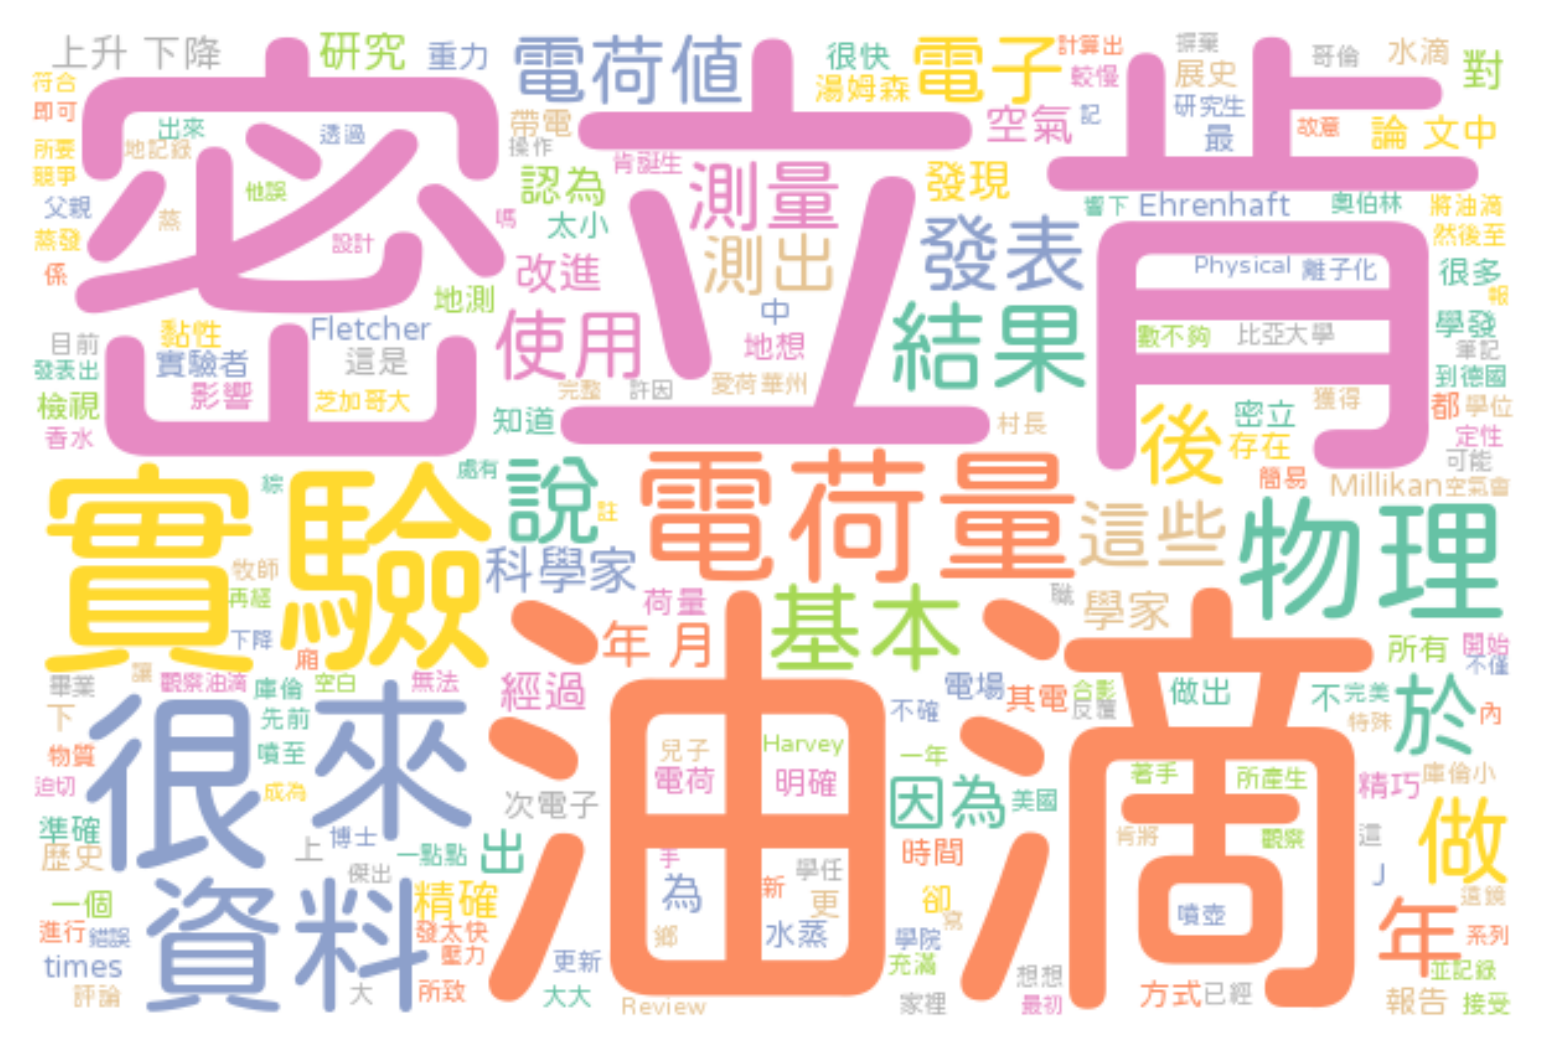 上升 下降 研究 重力 電荷值 很快 電子 計算出 探棄 哥倫 水滴 對
符合 湯姆森 較慢 展史
即可 出來 透過 帶電 空氣 記 研究生 最 故意 論 文中
所要 地記錄 操作 肯誕生
競爭 他誤 認為 測量 發現
父親 蒸 嗎 太小 響下 Ehrenhaft 奧伯林 將油滴
密立肯
蒸發 設計 測出 發表 然後至
係 改進 Physical 離子化 很多
地測 中 報
黏性 Fletcher 使用 結果 數不夠 比亞大學 學發
目前 實驗者 這是 地想 筆記
發表出 影響 芝加哥大 完整 許因 愛荷華州 到德國
檢視 知道 村長 後 密立 獲得 都 學位
香水 存在 定性
處有 簡易 可能
實驗 綜 說 註 電荷量 這些 物理 Millikan 空氣會
牧師 科學家
再經 荷量 基本 職 學家
下降 廂 年 月 所有 開始
不僅
畢業 讓 觀察油滴 庫倫 空白 無法 經過 電場 其電 合影 做出 不 完美 於
下 很 先前 來 不確 反覆 特殊 內
物質 噴至 油滴 兒子 Harvey 一年 著手 所產生 精巧 庫倫小
迫切 成為 次電子 電荷 明確 因為 美國 做
準確 博士 肯將 觀察 這
歷史 上 一點點 出 手 時間
傑出 學任 J
一個 資料 精確 為 新 更 卻 寫 噴壺 年 遠鏡
進行 錯誤 發太快 鄉 水蒸 學院 系列
times 壓力 更新 充滿 想想 並記錄
評論 大 所致 大大 Review 家裡 最初 方式 已經 報告 接受